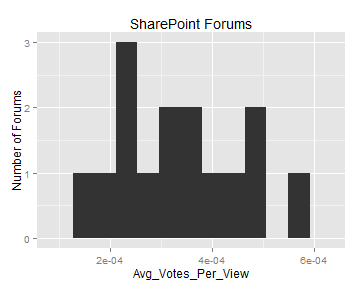 SharePoint Forums
Number of Forums
3
2
1
0
2e-04 4e-04 6e-04
Avg_Votes_Per_View